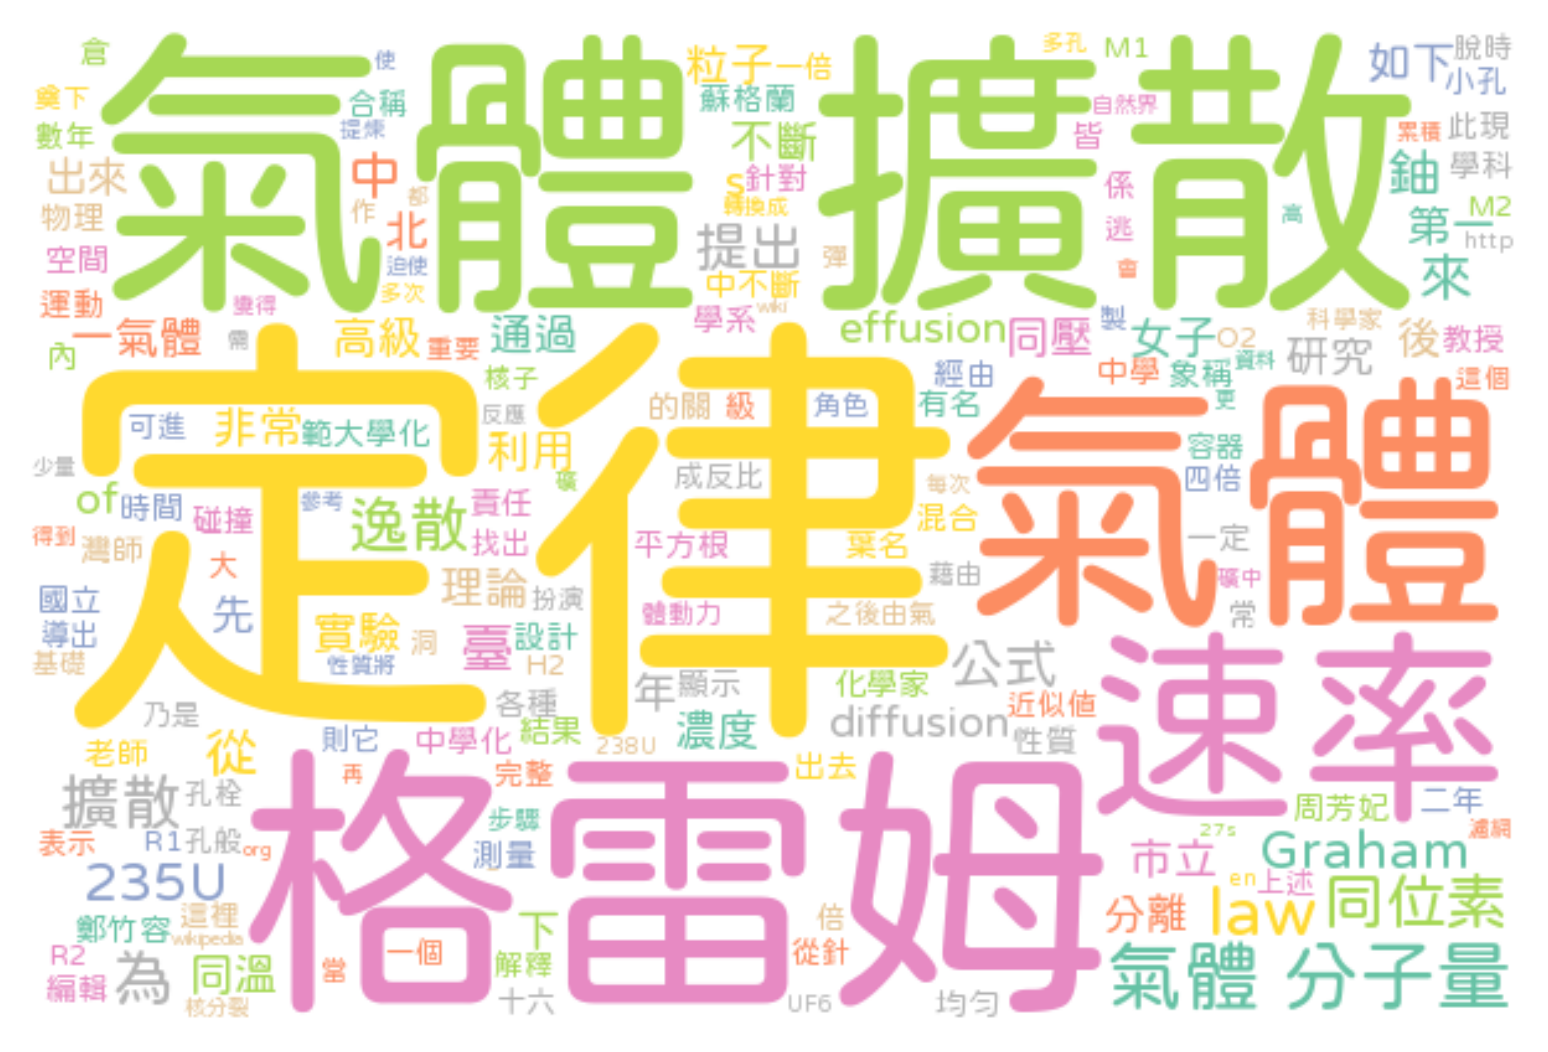 倉
氣體擴散
使
粒子
一倍
多孔
M1
如下
脫時
小孔
奠下
合稱
蘇格蘭
自然界
數年
提煉
不斷
皆
累積
此現
出來
中
都
s
針對
係
鈾
學科
物理
作
北
轉換成
高
第一
M2
http
空間
迫使
提出
彈
逃
會
來
運動
變得
多次
中不斷
wiki
學系
一氣體
需
高級
重要
通過
effusion
同壓
製
女子
O2
科學家
研究
後
教授
內
定律
核子
經由
中學
象稱
資料
這個
可進
非常
範大學化
反應
的關
級
角色
有名
氣體
更
少量
利用
礦
成反比
每次
容器
四倍
of
時間
碰撞
參考
逸散
責任
找出
平方根
葉名
混合
一定
得到
灣師
大
理論
扮演
藉由
礦中
國立
導出
先
實驗
洞
臺
設計
體動力
之後由氣
常
基礎
性質將
H2
公式
速率
各種
年
顯示
化學家
近似值
乃是
則它
中學化
結果
238U
濃度
diffusion
性質
老師
從
再
完整
出去
擴散
孔栓
格雷姆
周芳妃
二年
表示
R1
孔般
org
步驟
測量
27s
濾網
235U
市立
Graham
en
上述
鄭竹容
這裡
wikipedia
一個
下
倍
分離
law
同位素
R2
編輯
為
同溫
當
解釋
從針
氣體
分子量
核分裂
十六
UF6
均勻